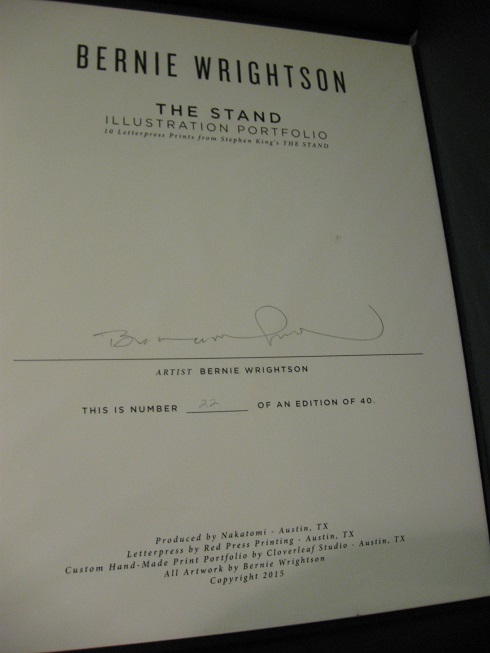 BERNIE WRIGHTSON
THE STAND
ILLUSTRATION PORTFOLIO
10 Letterpress Prints from Stephen King's THE STAND
ARTIST BERNIE WRIGHTSON
THIS IS NUMBER 22 OF AN EDITION OF 40.
Produced by Nakatomi - Austin, TX
Letterpress by Red Press Printing - Austin, TX
Custom Hand-Made Print Portfolio by Cloverleaf Studio - Austin, TX
All Artwork by Bernie Wrightson
Copyright 2015